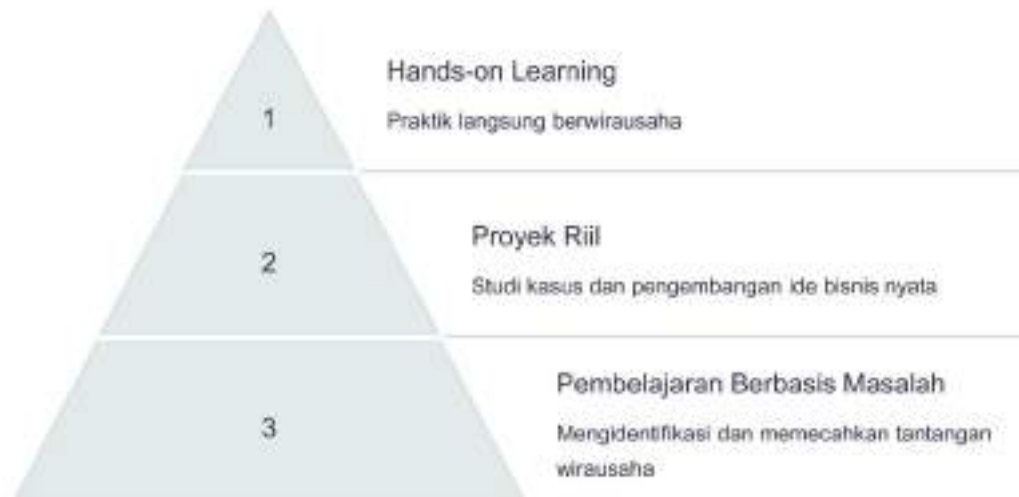 Hands-on Learning
1
Praktik langsung berwirausaha
Proyek Riil
2
Studi kasus dan pengembangan ide bisnis nyata
Pembelajaran Berbasis Masalah
3
Mengidentifikasi dan memecahkan tantangan
wirausaha